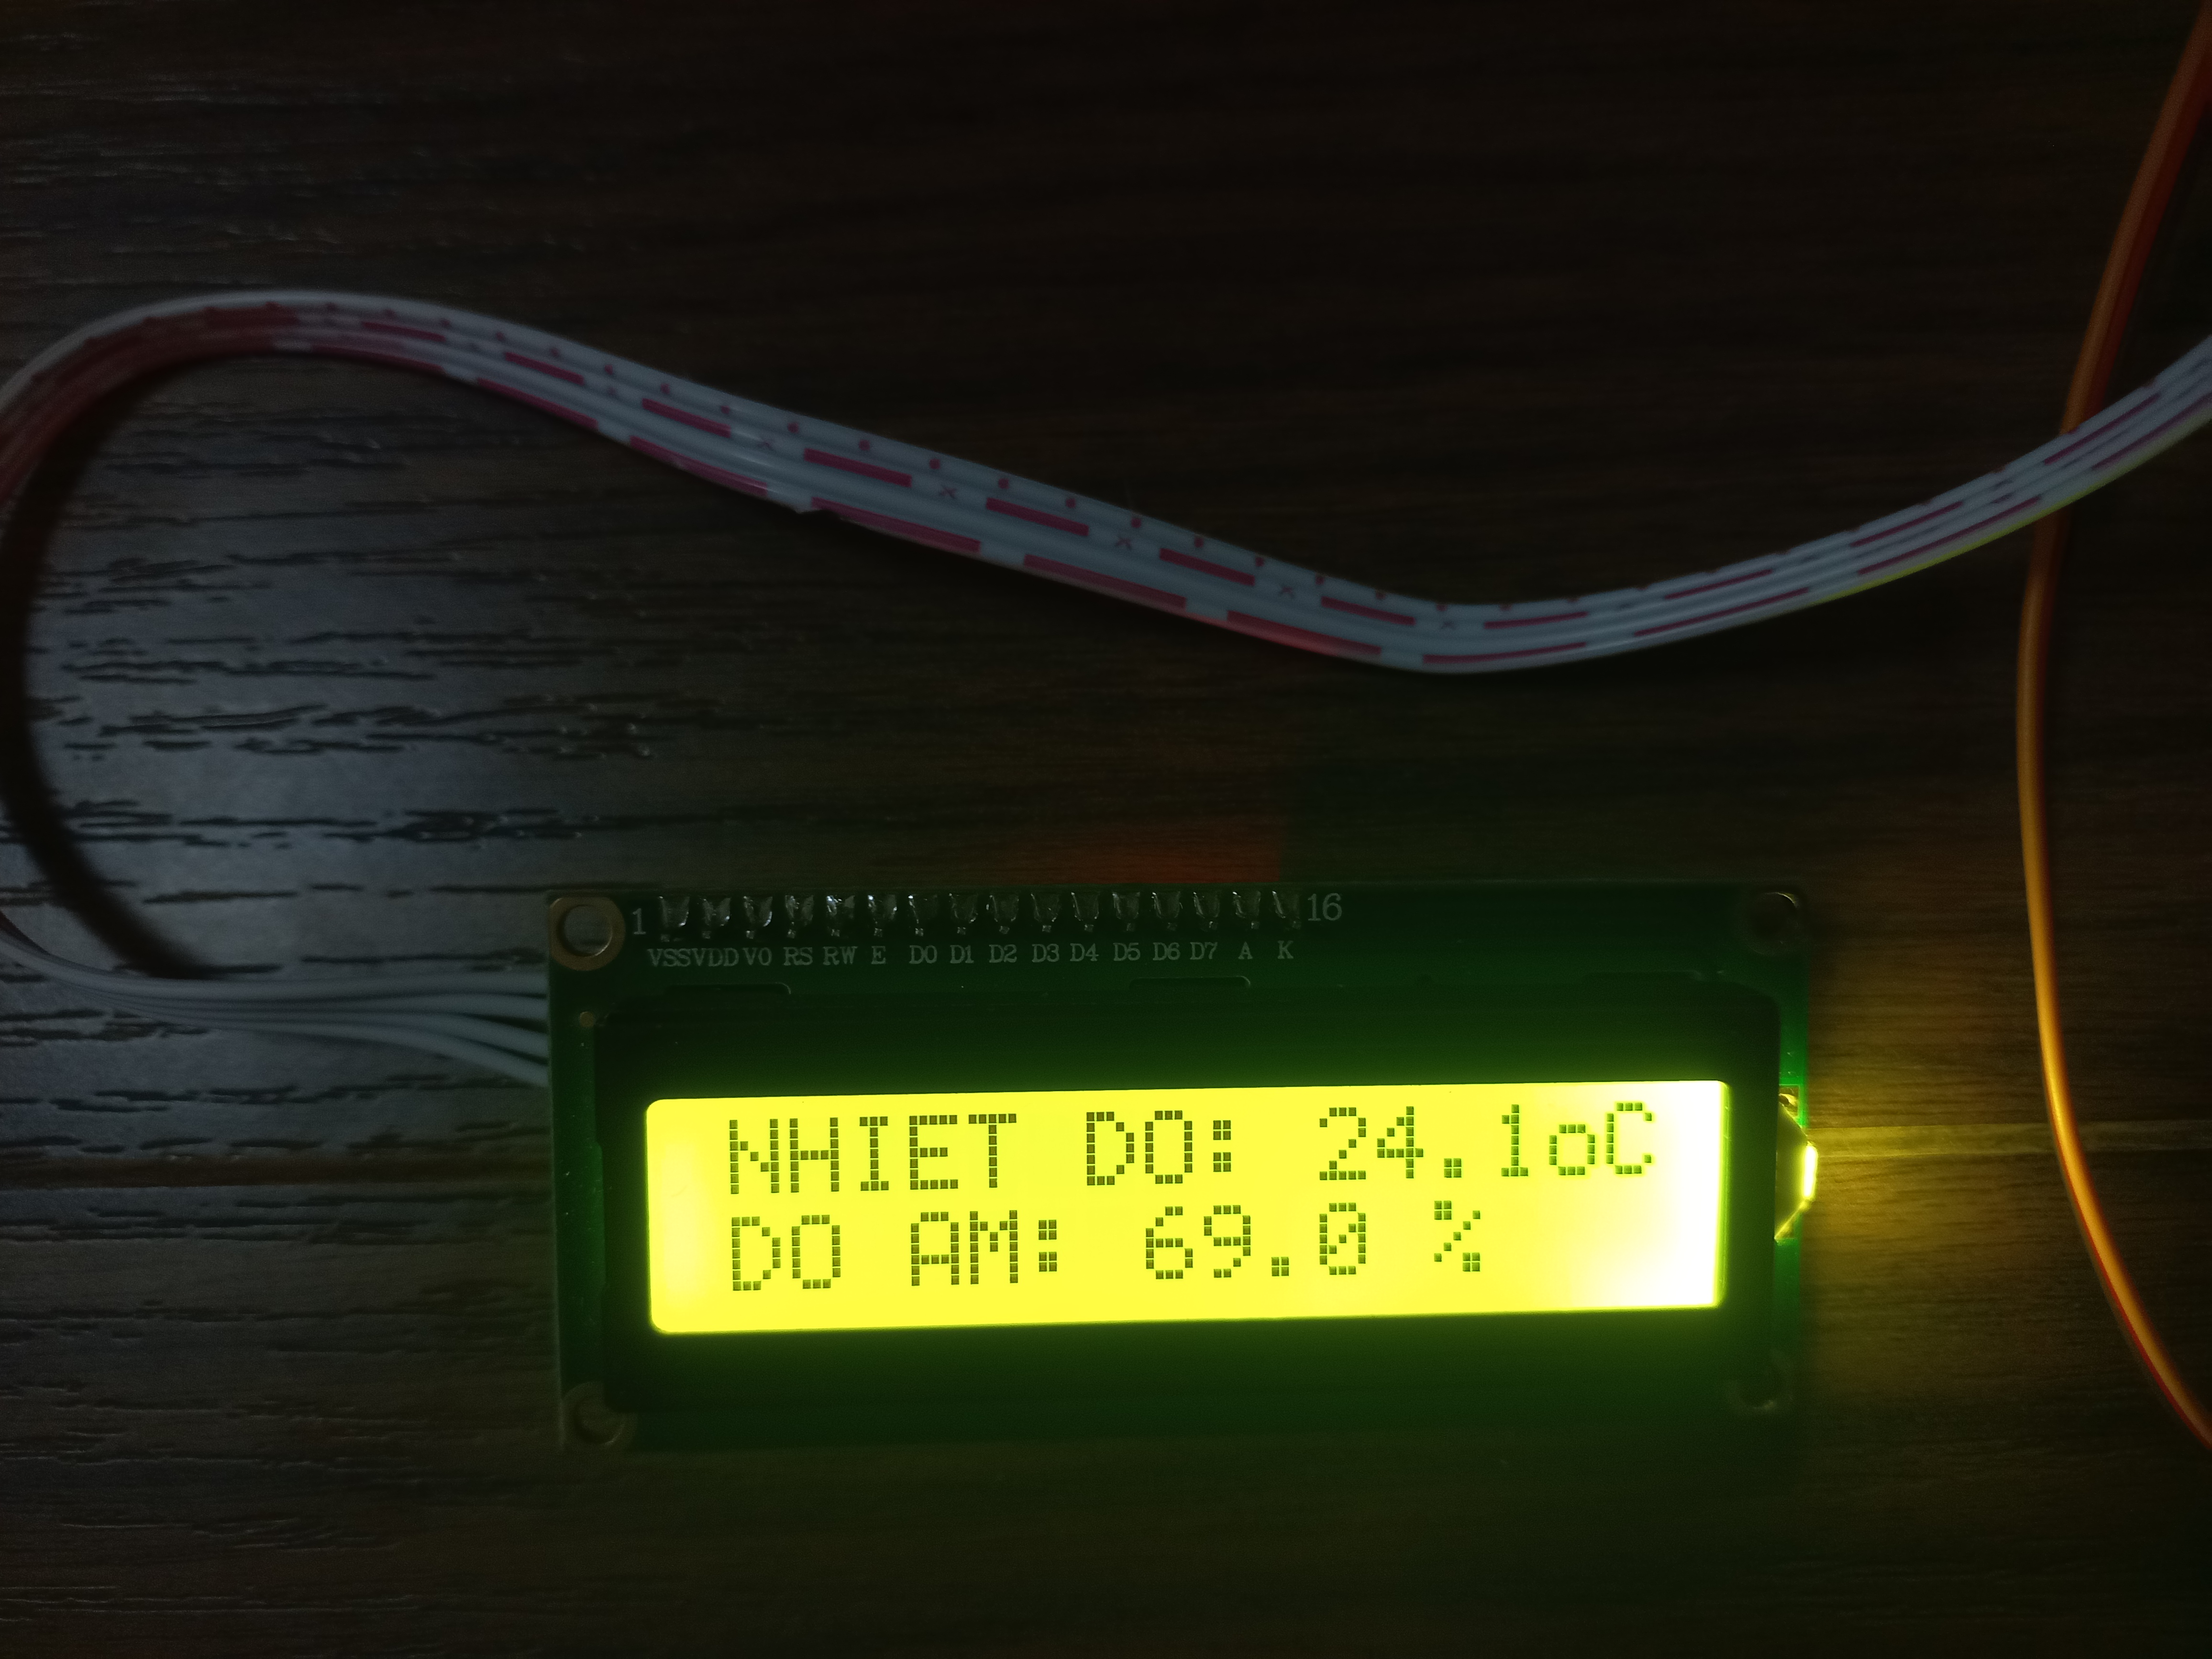 1 16
VSS VDD V0 RS RW E D0 D1 D2 D3 D4 D5 D6 D7 A K
NHIET DO: 24.1oC
DO AM: 69.0 %